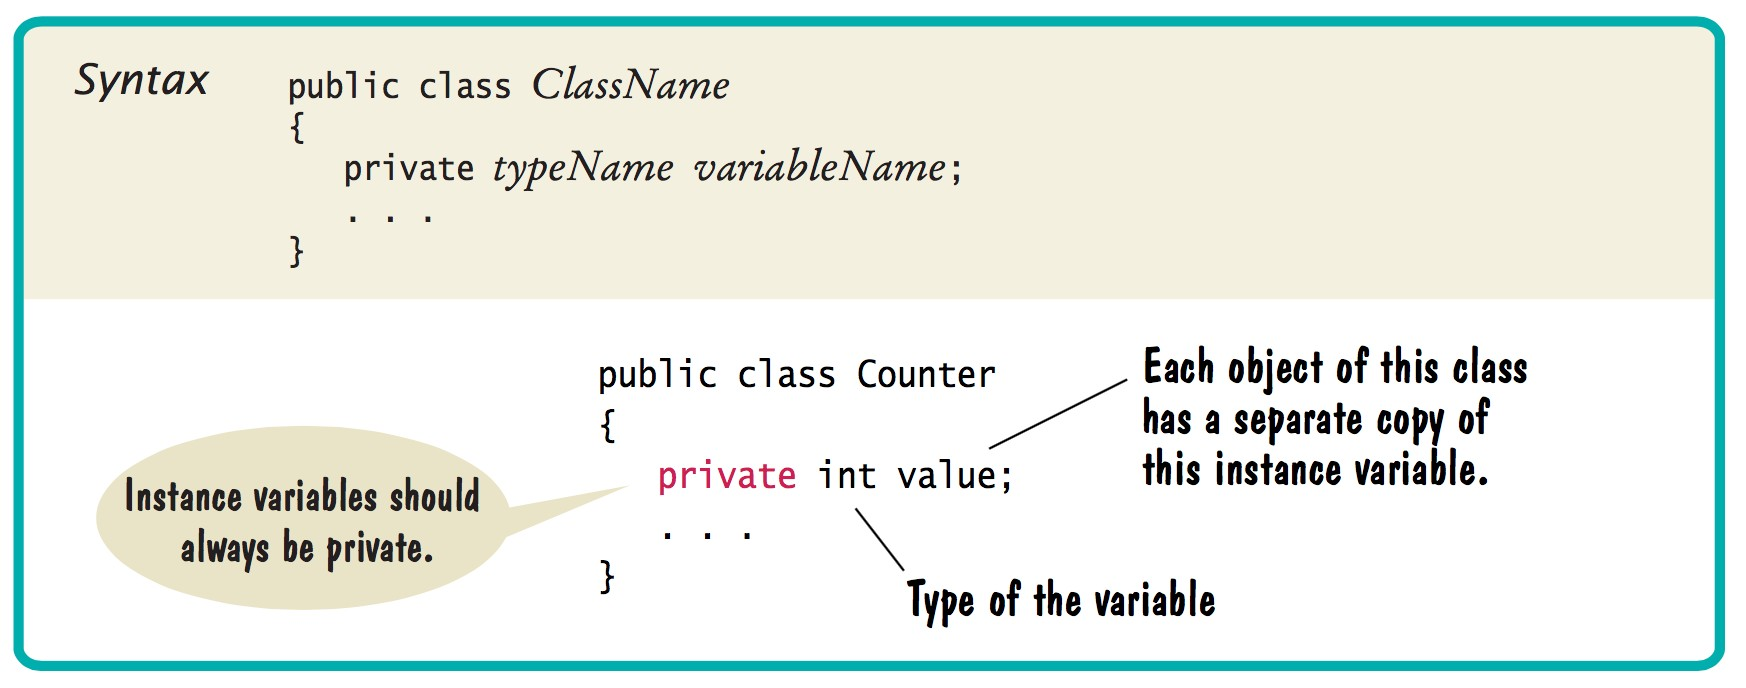 Syntax
public class ClassName
{
private typeName variableName;
. . .
}
public class Counter
{
private int value;
. . .
}
Each object of this class
has a separate copy of
this instance variable.
Instance variables should
always be private.
Type of the variable